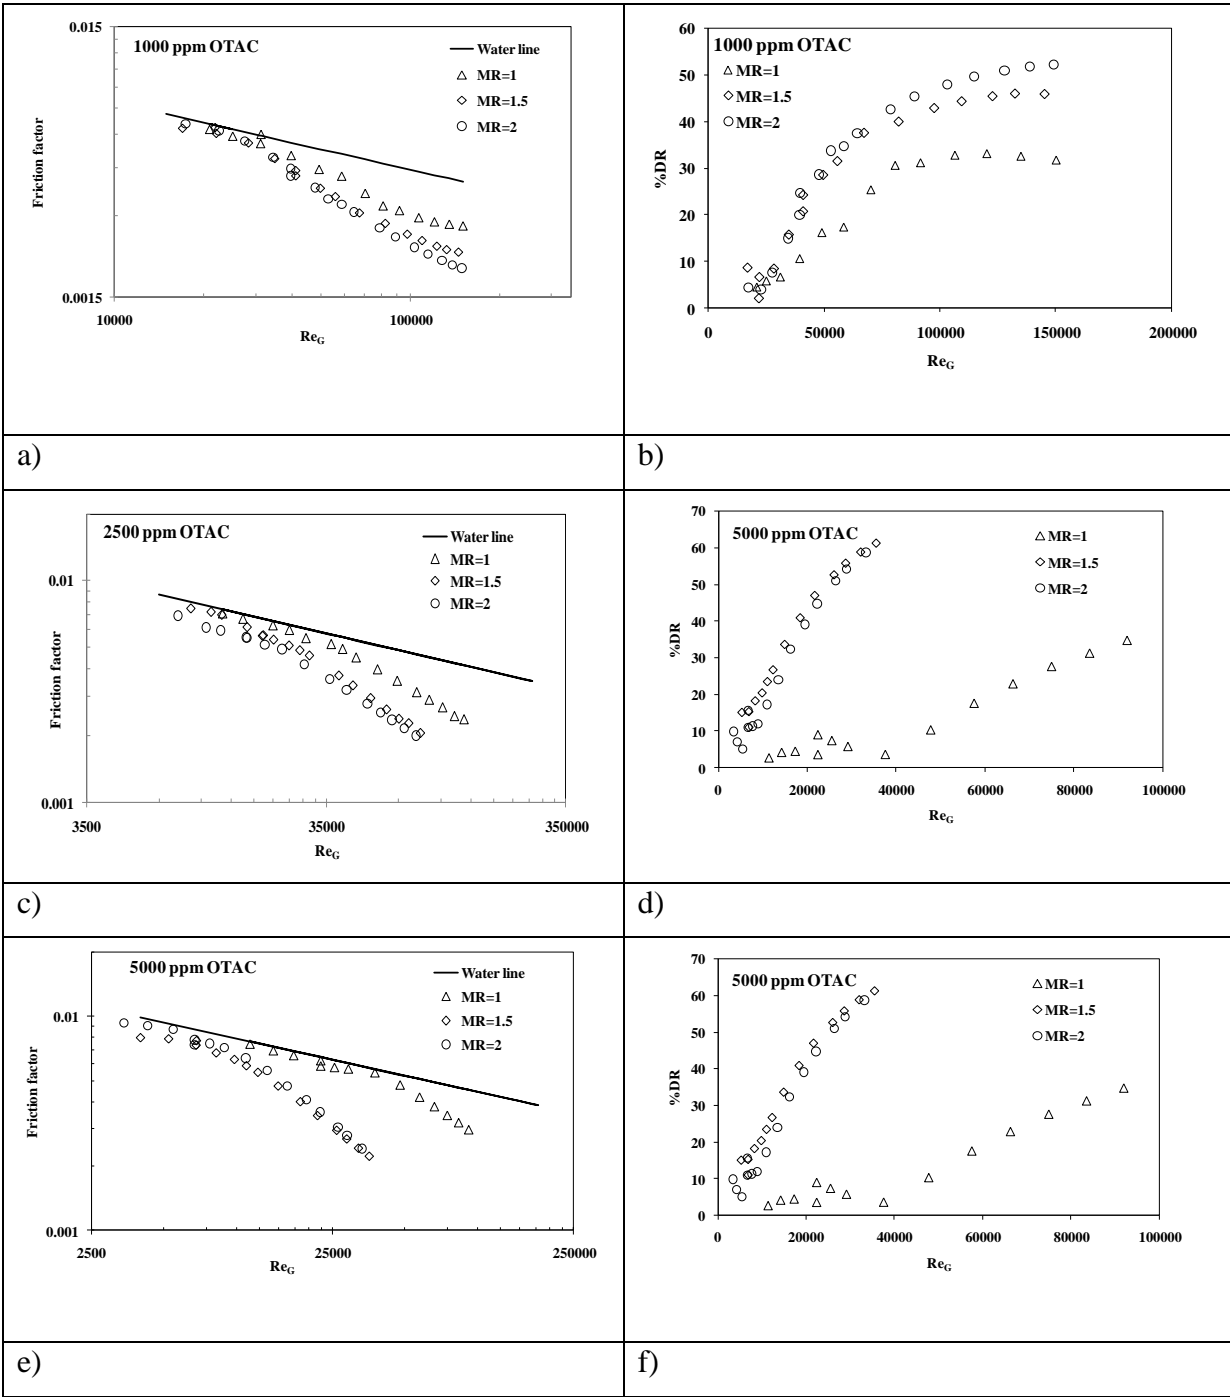 0.015
1000 ppm OTAC
Water line
MR=1
MR=1.5
MR=2
Friction factor
0.0015
10000
100000
Re_G
a)
60
50
40
30
20
10
0
1000 ppm OTAC
MR=1
MR=1.5
MR=2
%DR
0
50000
100000
150000
200000
Re_G
b)
2500 ppm OTAC
Water line
MR=1
MR=1.5
MR=2
0.01
Friction factor
0.001
3500
35000
350000
Re_G
c)
70
60
50
40
30
20
10
0
5000 ppm OTAC
MR=1
MR=1.5
MR=2
%DR
0
20000
40000
60000
80000
100000
Re_G
d)
5000 ppm OTAC
Water line
MR=1
MR=1.5
MR=2
0.01
Friction factor
0.001
2500
25000
250000
Re_G
e)
70
60
50
40
30
20
10
0
5000 ppm OTAC
MR=1
MR=1.5
MR=2
%DR
0
20000
40000
60000
80000
100000
Re_G
f)